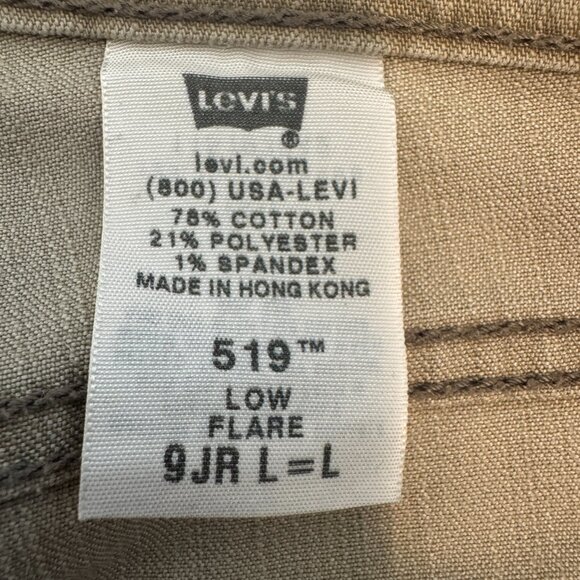 LEVI'S
®
levi.com
(800) USA-LEVI
78% COTTON
21% POLYESTER
1% SPANDEX
MADE IN HONG KONG
519™
LOW
FLARE
9JR L=L